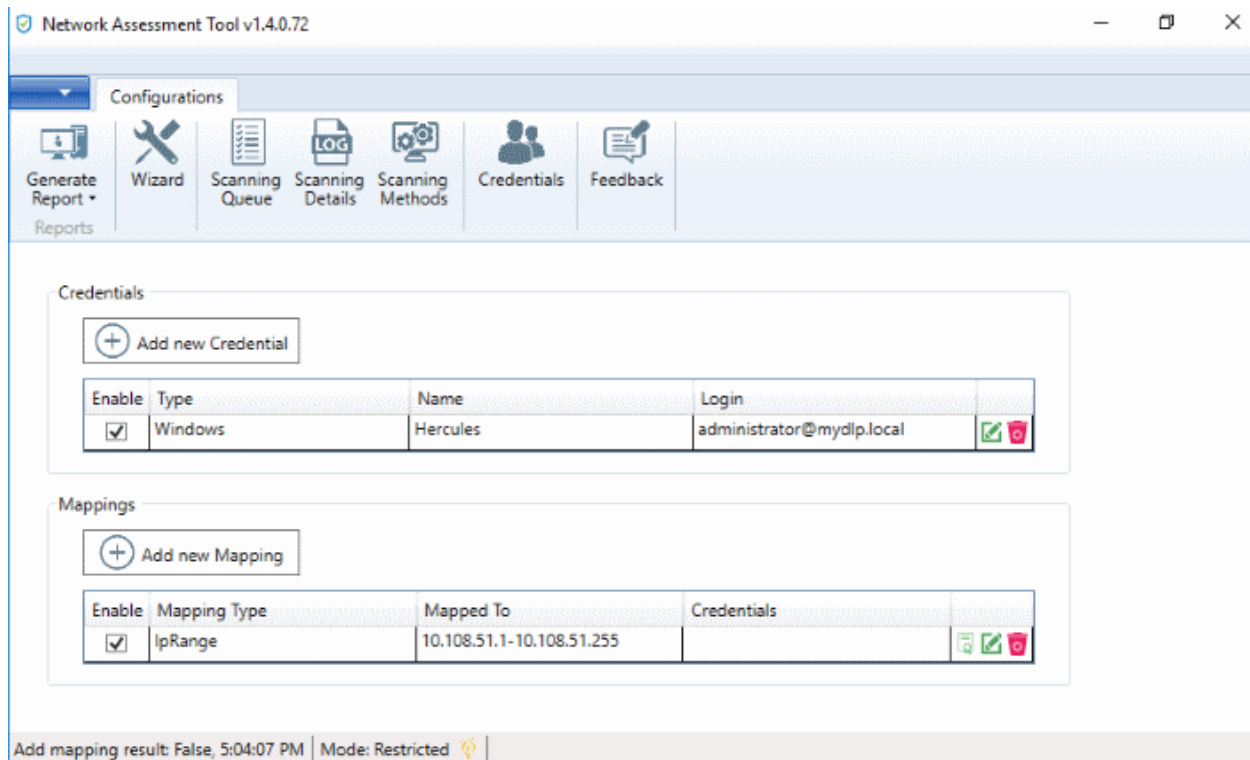 Network Assessment Tool v1.4.0.72
Configurations
Generate Report
Wizard
Scanning Queue
Scanning Details
LOG
Scanning Methods
Credentials
Feedback
Reports
Credentials
Add new Credential
Enable Type Name Login
Windows Hercules administrator@mydlp.local
Mappings
Add new Mapping
Enable Mapping Type Mapped To Credentials
IpRange 10.108.51.1-10.108.51.255
Add mapping result: False, 5:04:07 PM Mode: Restricted